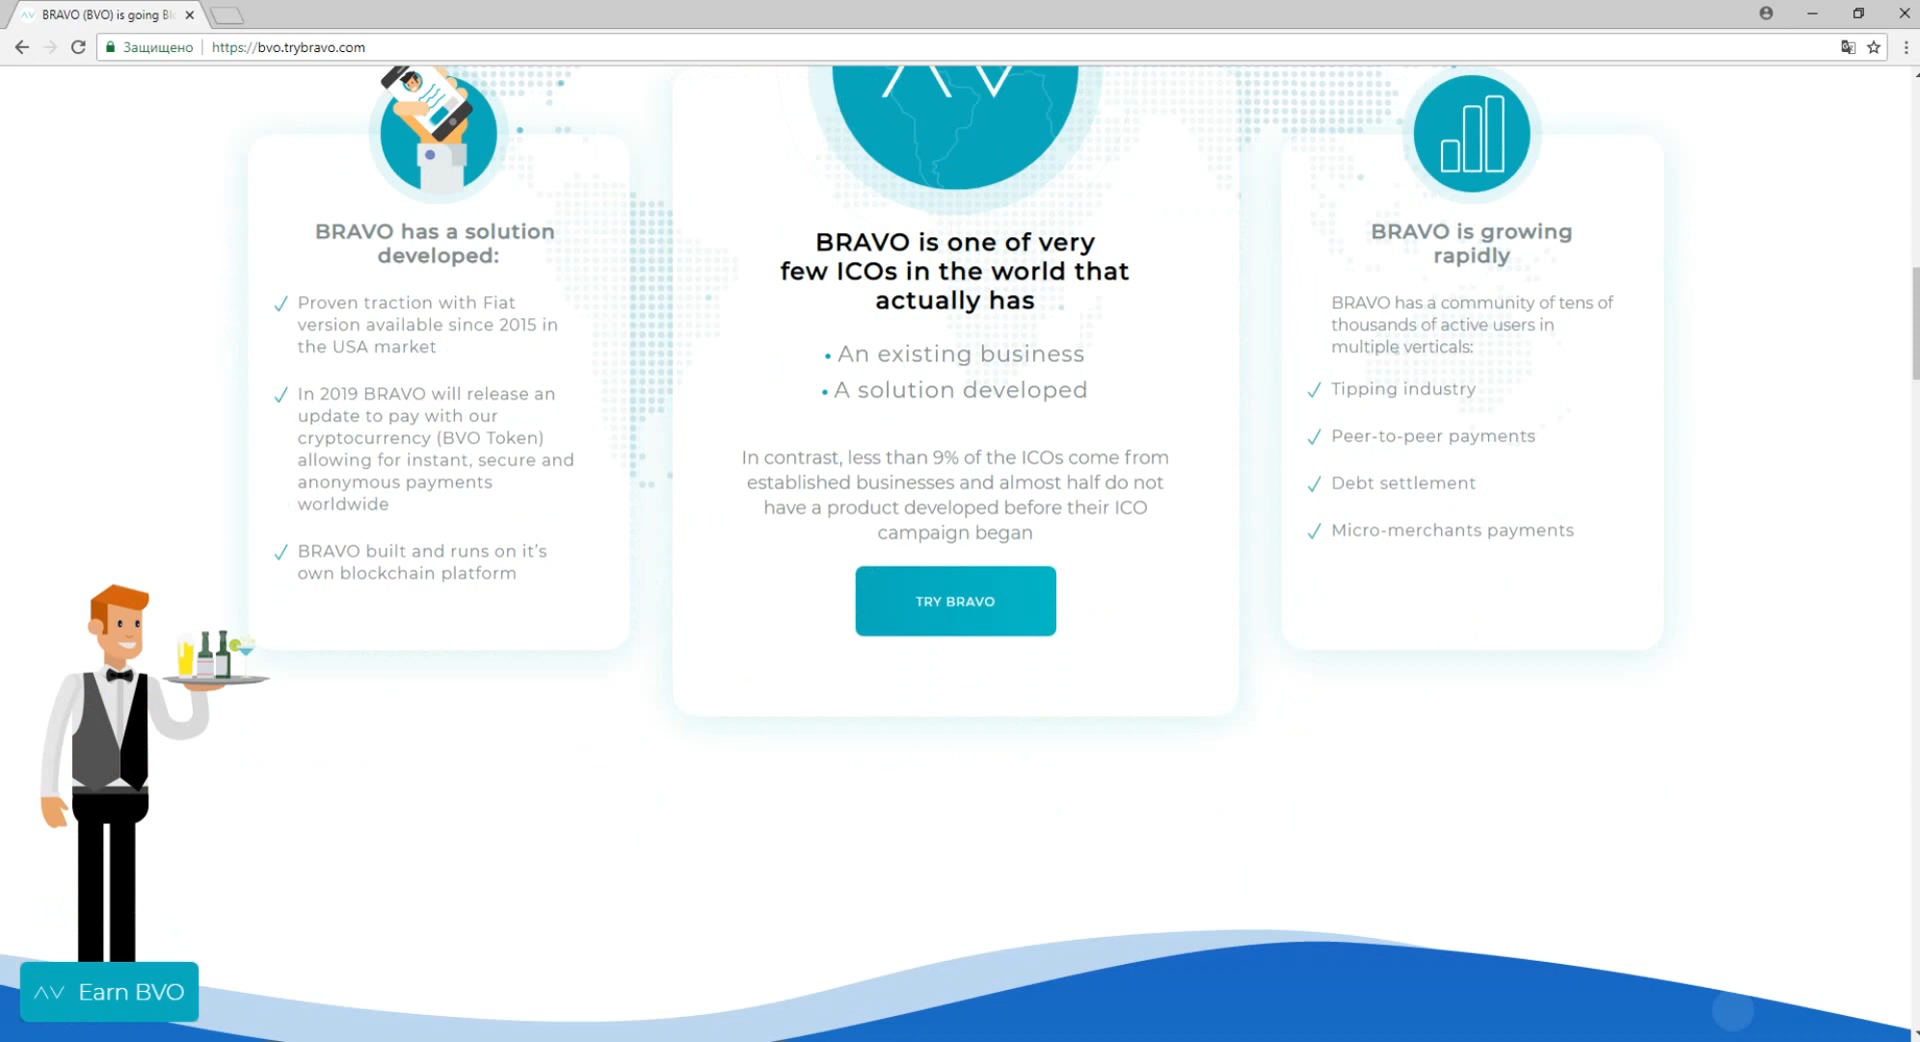 BRAVO (BVO) is going Blo
Защищено
https://bvo.trybravo.com
BRAVO has a solution
developed:
Proven traction with Fiat
version available since 2015 in
the USA market
In 2019 BRAVO will release an
update to pay with our
cryptocurrency (BVO Token)
allowing for instant, secure and
anonymous payments
worldwide
BRAVO built and runs on it’s
own blockchain platform
BRAVO is one of very
few ICOs in the world that
actually has
• An existing business
• A solution developed
In contrast, less than 9% of the ICOs come from
established businesses and almost half do not
have a product developed before their ICO
campaign began
TRY BRAVO
BRAVO is growing
rapidly
BRAVO has a community of tens of
thousands of active users in
multiple verticals:
Tipping industry
Peer-to-peer payments
Debt settlement
Micro-merchants payments
Earn BVO